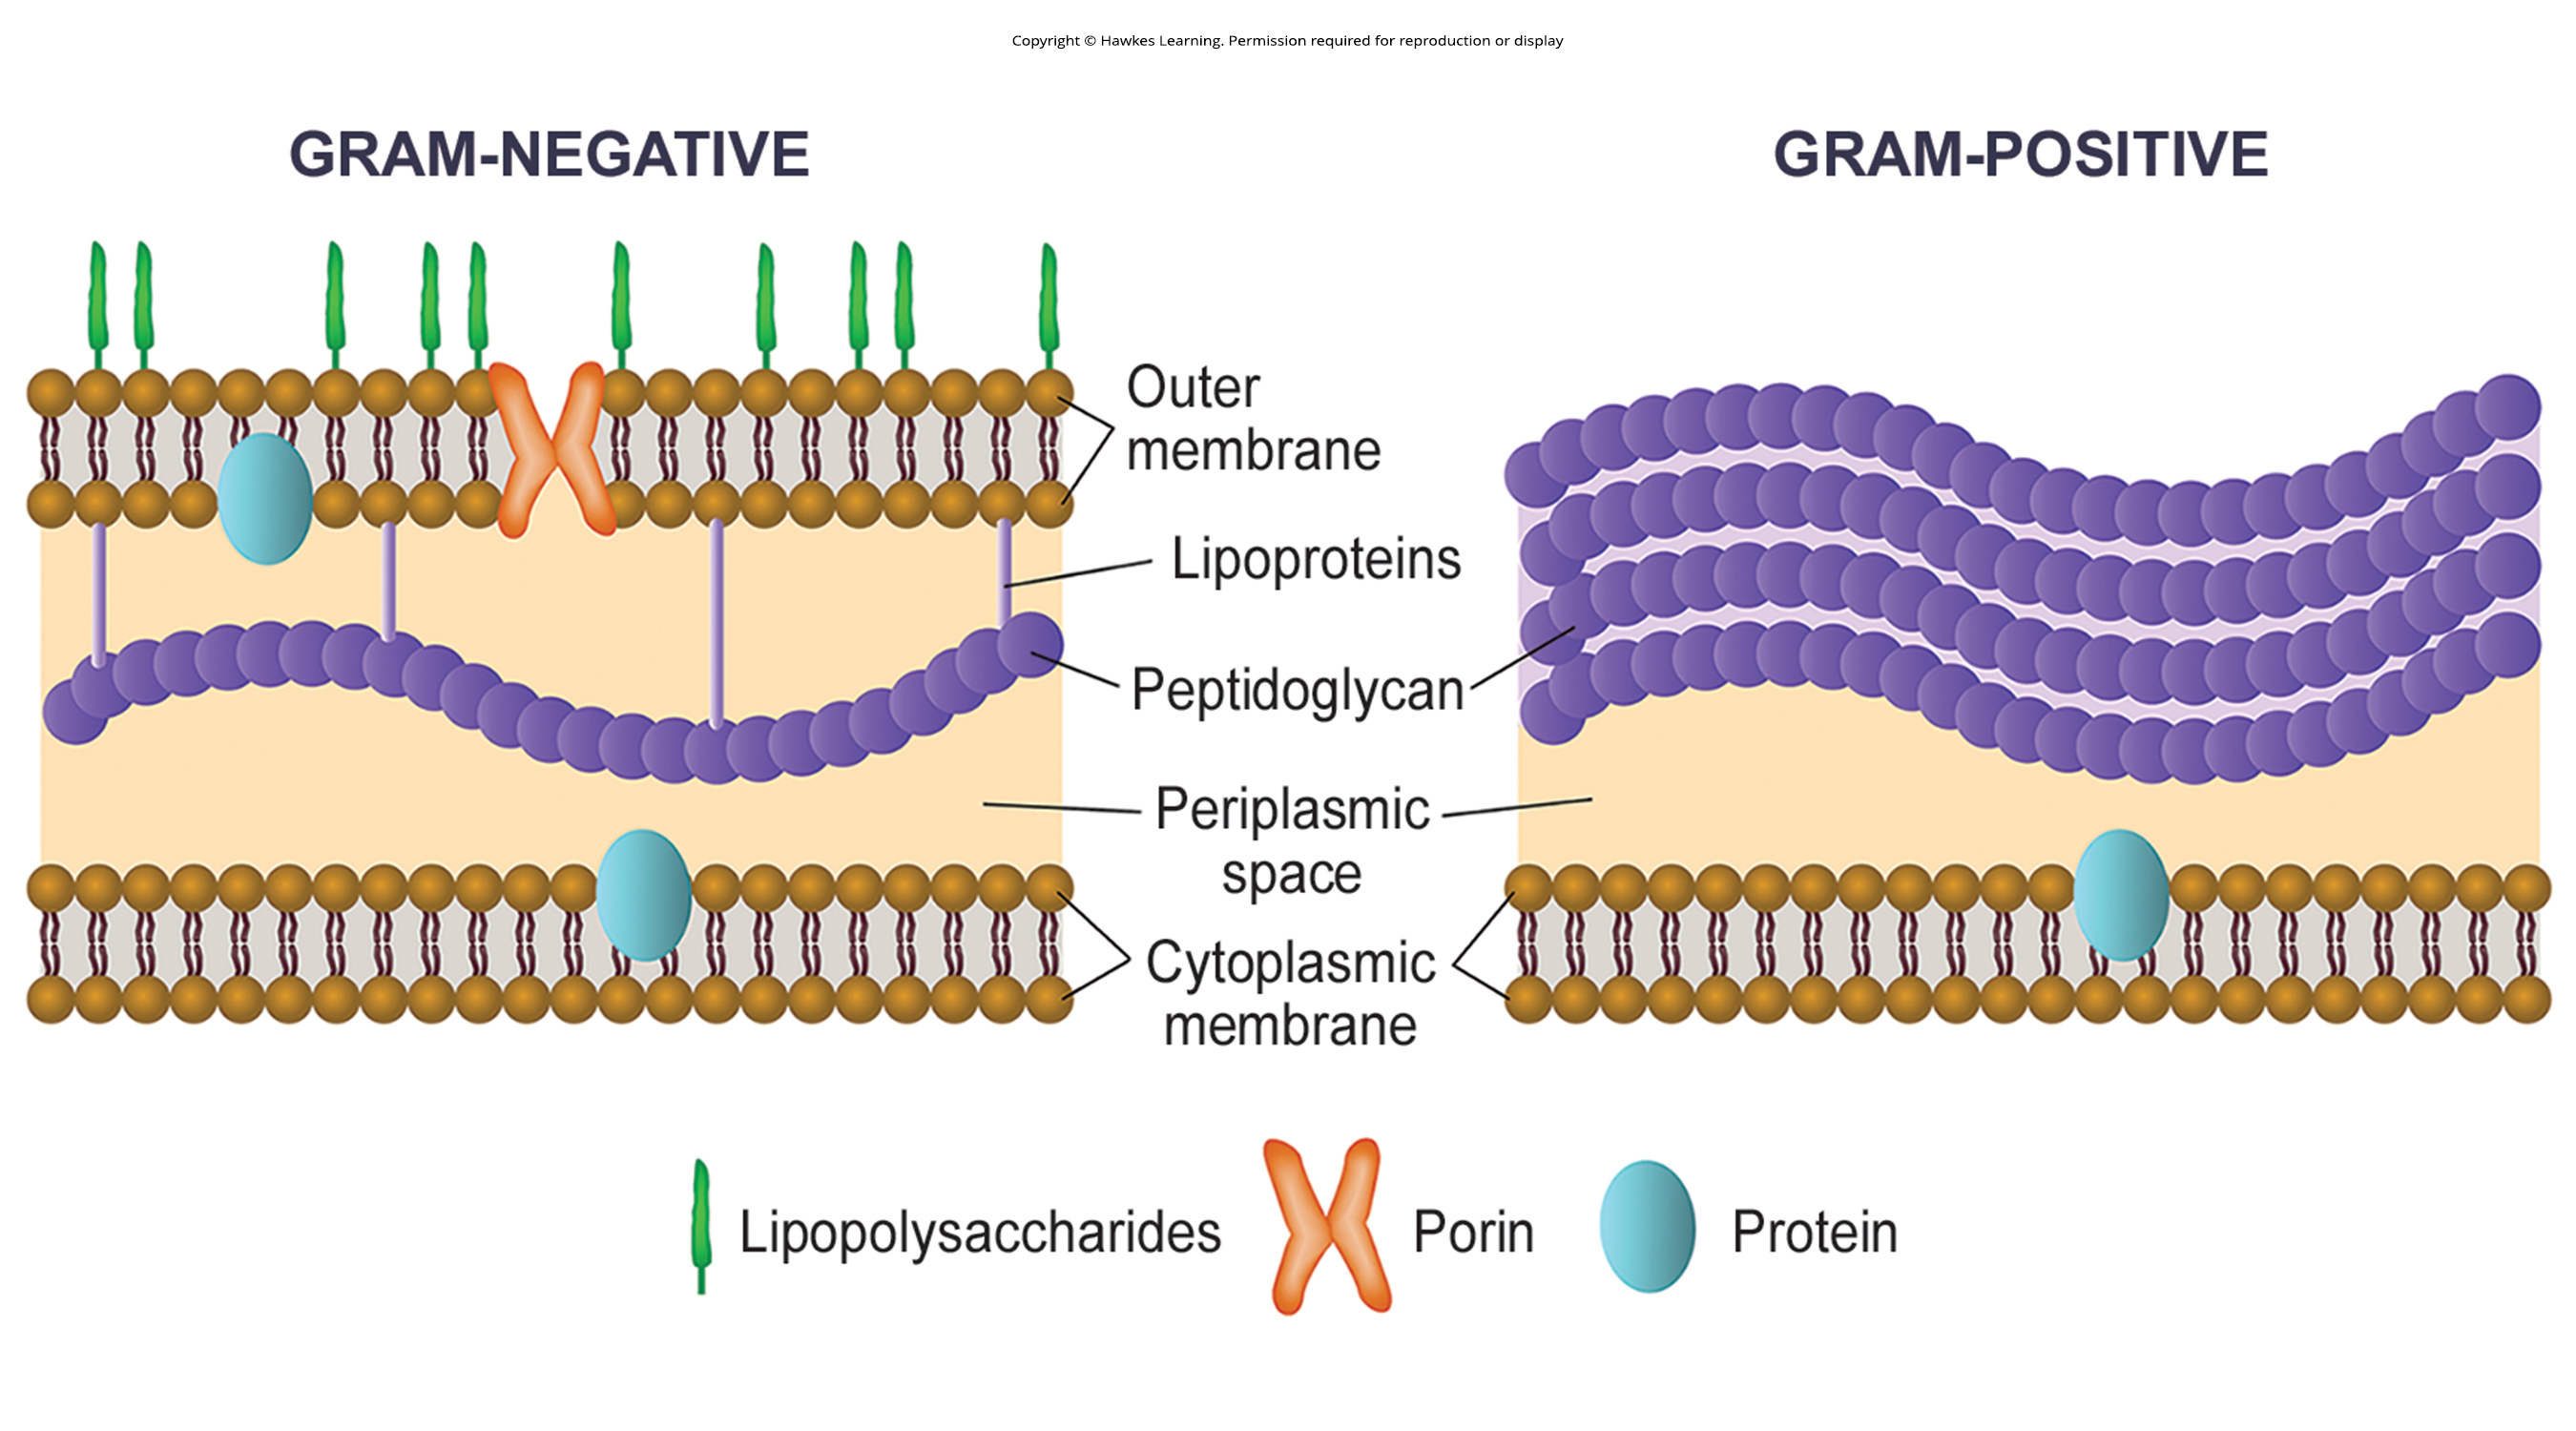 Copyright © Hawkes Learning. Permission required for reproduction or display
GRAM-NEGATIVE
GRAM-POSITIVE
Outer
membrane
Lipoproteins
Peptidoglycan
Periplasmic
space
Cytoplasmic
membrane
Lipopolysaccharides
Porin
Protein